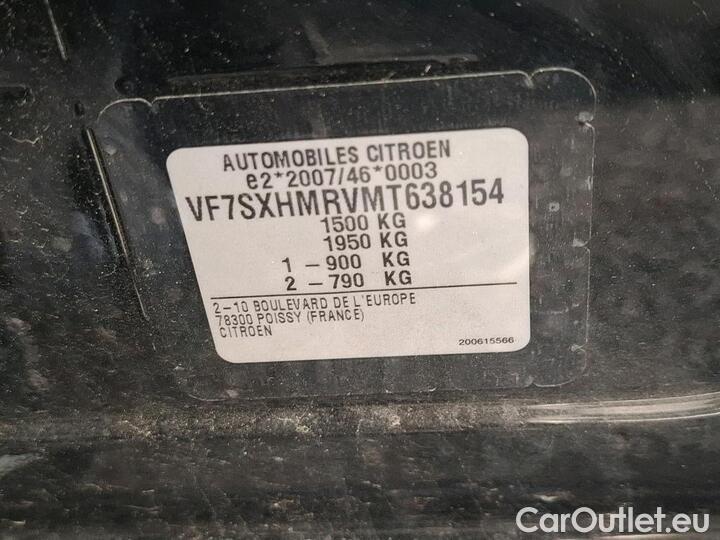 AUTOMOBILES CITROEN
e2*2007/46*0003
VF7SXHMRVMT638154
1500 KG
1950 KG
1 – 900 KG
2 – 790 KG
2–10 BOULEVARD DE L'EUROPE
78300 POISSY (FRANCE)
CITROEN
200615566
CarOutlet.eu